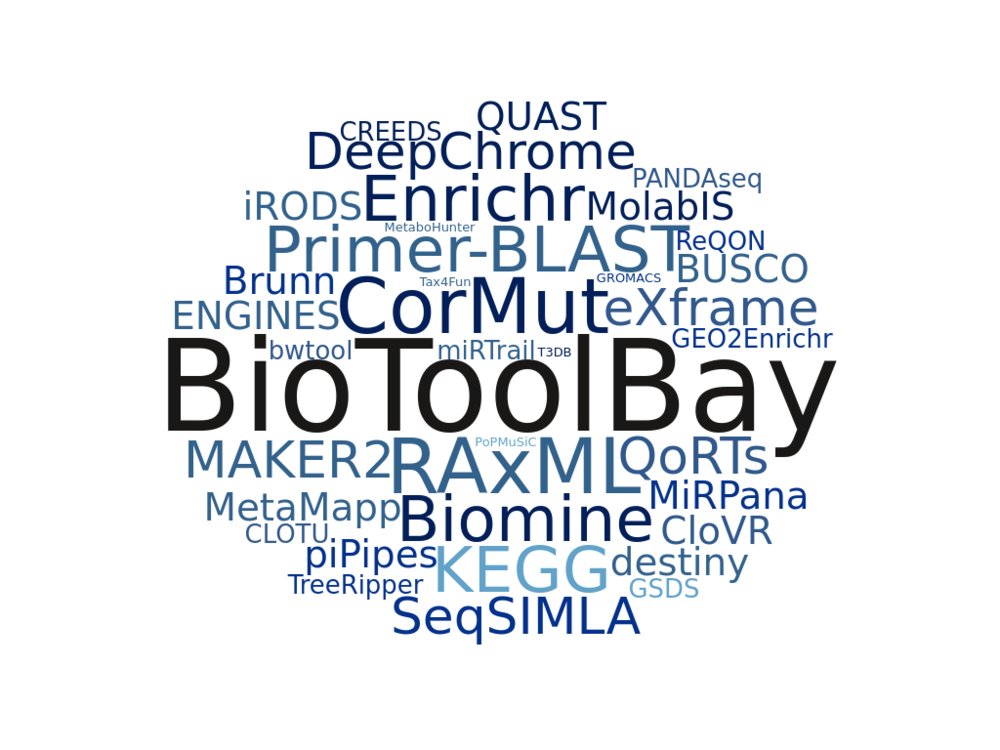 QUAST
CREEDS
DeepChrome
PANDAseq
iRODS
Enrichr
MolabIS
MetaboHunter
Primer-BLAST
ReQON
BUSCO
Brunn
Tax4Fun
GROMACS
ENGINES
CorMut
eXframe
GEO2Enrichr
bwtool
miRTrail
T3DB
BioToolBay
PoPMuSiC
MAKER2
RAxML
QoRTs
MiRPana
MetaMapp
Biomine
CloVR
CLOTU
piPipes
KEGG
destiny
TreeRipper
GSDS
SeqSIMLA